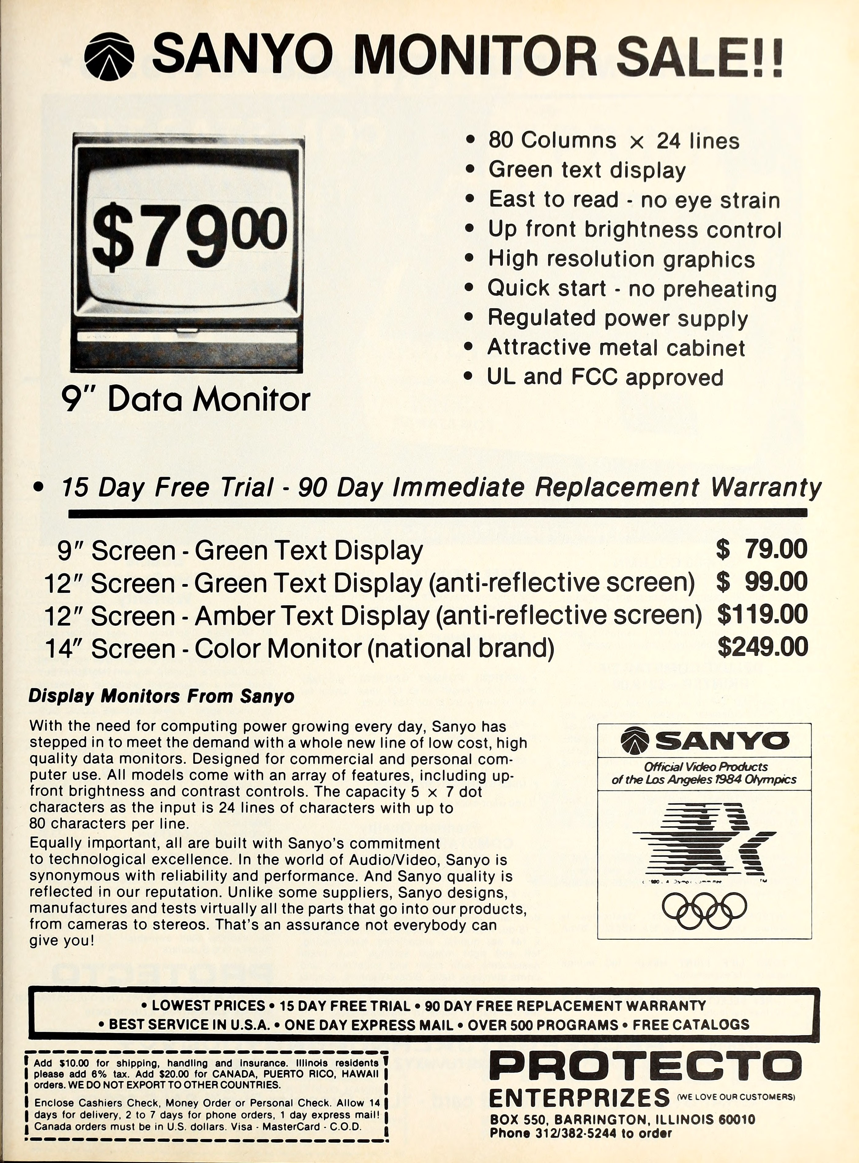 SANYO MONITOR SALE!!
$7900
9" Data Monitor
• 80 Columns × 24 lines
• Green text display
• East to read - no eye strain
• Up front brightness control
• High resolution graphics
• Quick start - no preheating
• Regulated power supply
• Attractive metal cabinet
• UL and FCC approved
• 15 Day Free Trial - 90 Day Immediate Replacement Warranty
9" Screen - Green Text Display $ 79.00
12" Screen - Green Text Display (anti-reflective screen) $ 99.00
12" Screen - Amber Text Display (anti-reflective screen) $119.00
14" Screen - Color Monitor (national brand) $249.00
Display Monitors From Sanyo
With the need for computing power growing every day, Sanyo has
stepped in to meet the demand with a whole new line of low cost, high
quality data monitors. Designed for commercial and personal com-
puter use. All models come with an array of features, including up-
front brightness and contrast controls. The capacity 5 × 7 dot
characters as the input is 24 lines of characters with up to
80 characters per line.
Equally important, all are built with Sanyo's commitment
to technological excellence. In the world of Audio/Video, Sanyo is
synonymous with reliability and performance. And Sanyo quality is
reflected in our reputation. Unlike some suppliers, Sanyo designs,
manufactures and tests virtually all the parts that go into our products,
from cameras to stereos. That's an assurance not everybody can
give you!
SANYO
Official Video Products
of the Los Angeles 1984 Olympics
TM
• LOWEST PRICES • 15 DAY FREE TRIAL • 90 DAY FREE REPLACEMENT WARRANTY
• BEST SERVICE IN U.S.A. • ONE DAY EXPRESS MAIL • OVER 500 PROGRAMS • FREE CATALOGS
Add $10.00 for shipping, handling and insurance. Illinois residents
please add 6% tax. Add $20.00 for CANADA, PUERTO RICO, HAWAII
orders. WE DO NOT EXPORT TO OTHER COUNTRIES.
Enclose Cashiers Check, Money Order or Personal Check. Allow 14
days for delivery, 2 to 7 days for phone orders, 1 day express mail!
Canada orders must be in U.S. dollars. Visa - MasterCard - C.O.D.
PROTECTO
ENTERPRIZES (WE LOVE OUR CUSTOMERS)
BOX 550, BARRINGTON, ILLINOIS 60010
Phone 312/382-5244 to order